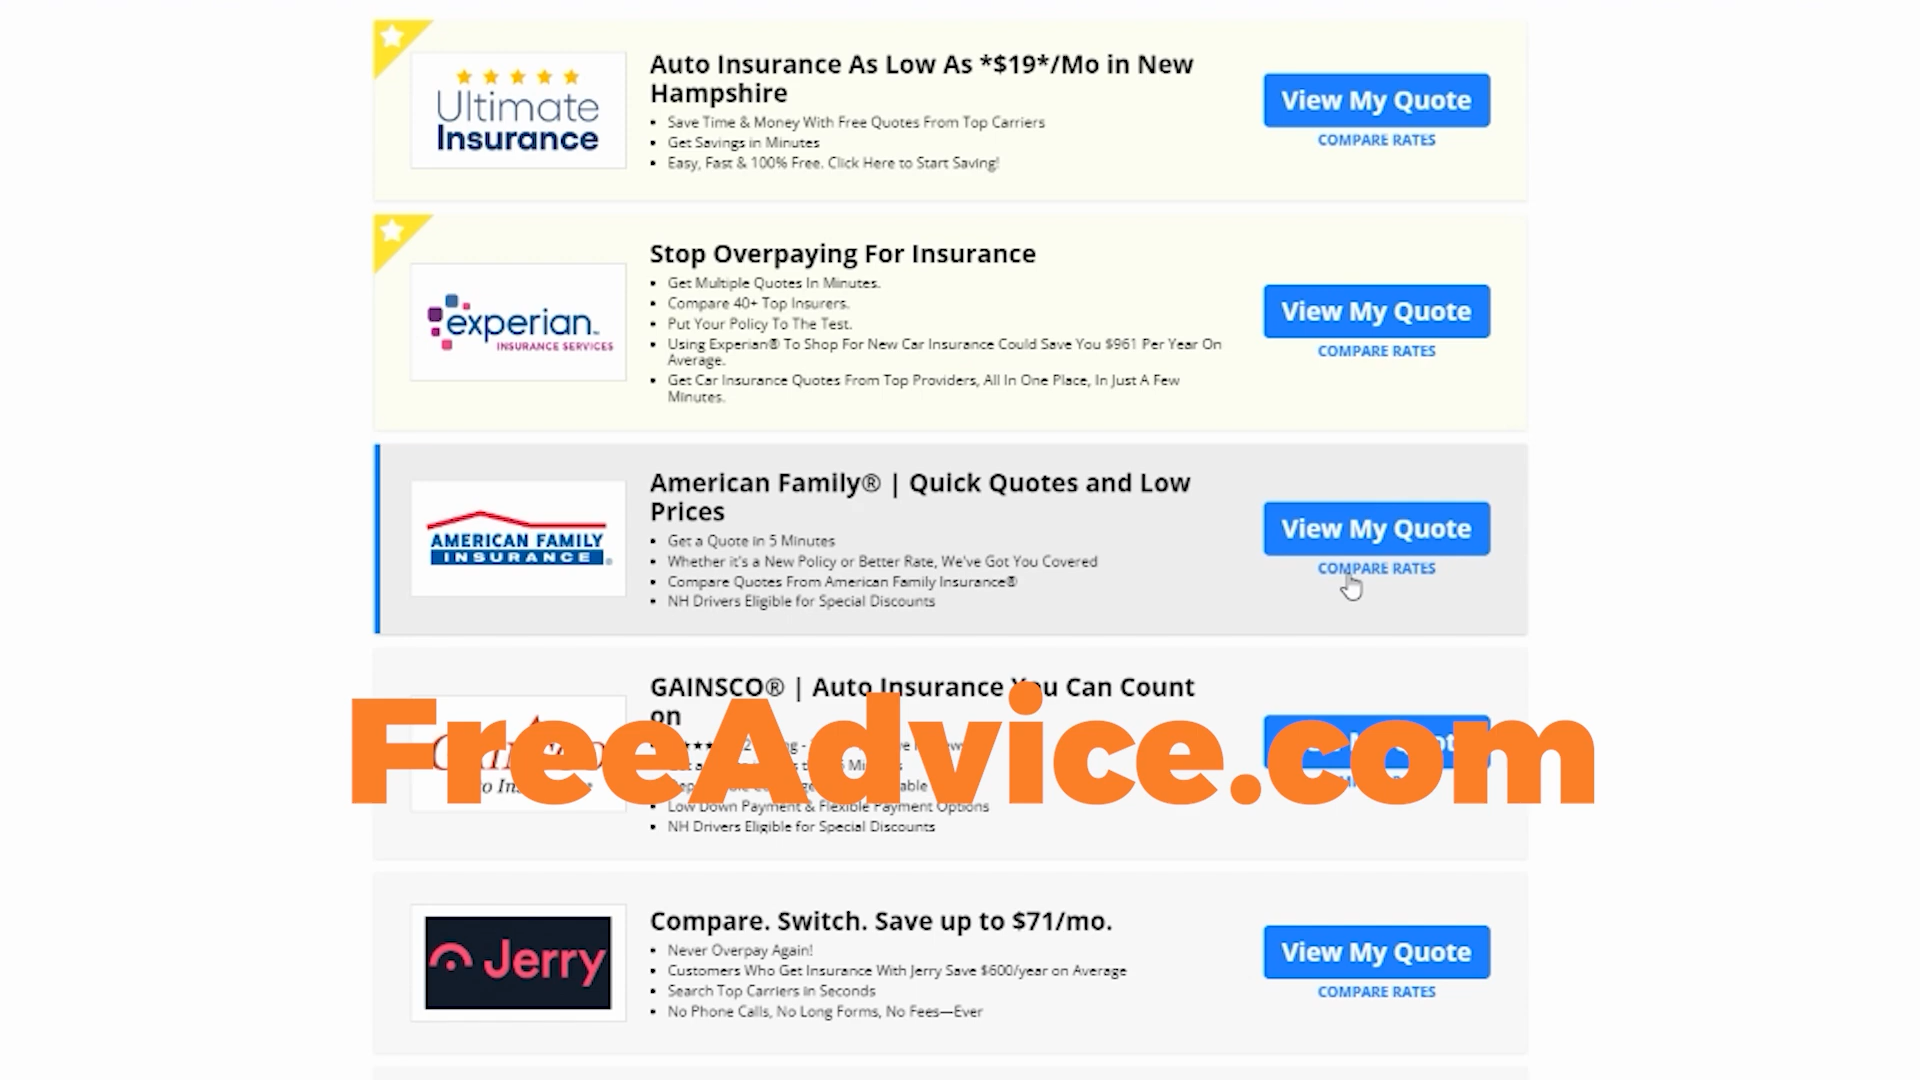 Ultimate
Insurance
Auto Insurance As Low As *$19*/Mo in New
Hampshire
Save Time & Money With Free Quotes From Top Carriers
Get Savings in Minutes
Easy, Fast & 100% Free. Click Here to Start Saving!
View My Quote
COMPARE RATES
experian
INSURANCE SERVICES
Stop Overpaying For Insurance
Get Multiple Quotes In Minutes.
Compare 40+ Top Insurers.
Put Your Policy To The Test.
Using Experian® To Shop For New Car Insurance Could Save You $961 Per Year On
Average.
Get Car Insurance Quotes From Top Providers, All In One Place, In Just A Few
Minutes.
View My Quote
COMPARE RATES
AMERICAN FAMILY
INSURANCE
American Family® | Quick Quotes and Low
Prices
Get a Quote in 5 Minutes
Whether it's a New Policy or Better Rate, We've Got You Covered
Compare Quotes From American Family Insurance®
NH Drivers Eligible for Special Discounts
View My Quote
COMPARE RATES
GAINSCO® | Auto Insurance You Can Count
on
FreeAdvice.com
Low Down Payment & Flexible Payment Options
NH Drivers Eligible for Special Discounts
Jerry
Compare. Switch. Save up to $71/mo.
Never Overpay Again!
Customers Who Get Insurance With Jerry Save $600/year on Average
Search Top Carriers in Seconds
No Phone Calls, No Long Forms, No Fees—Ever
View My Quote
COMPARE RATES